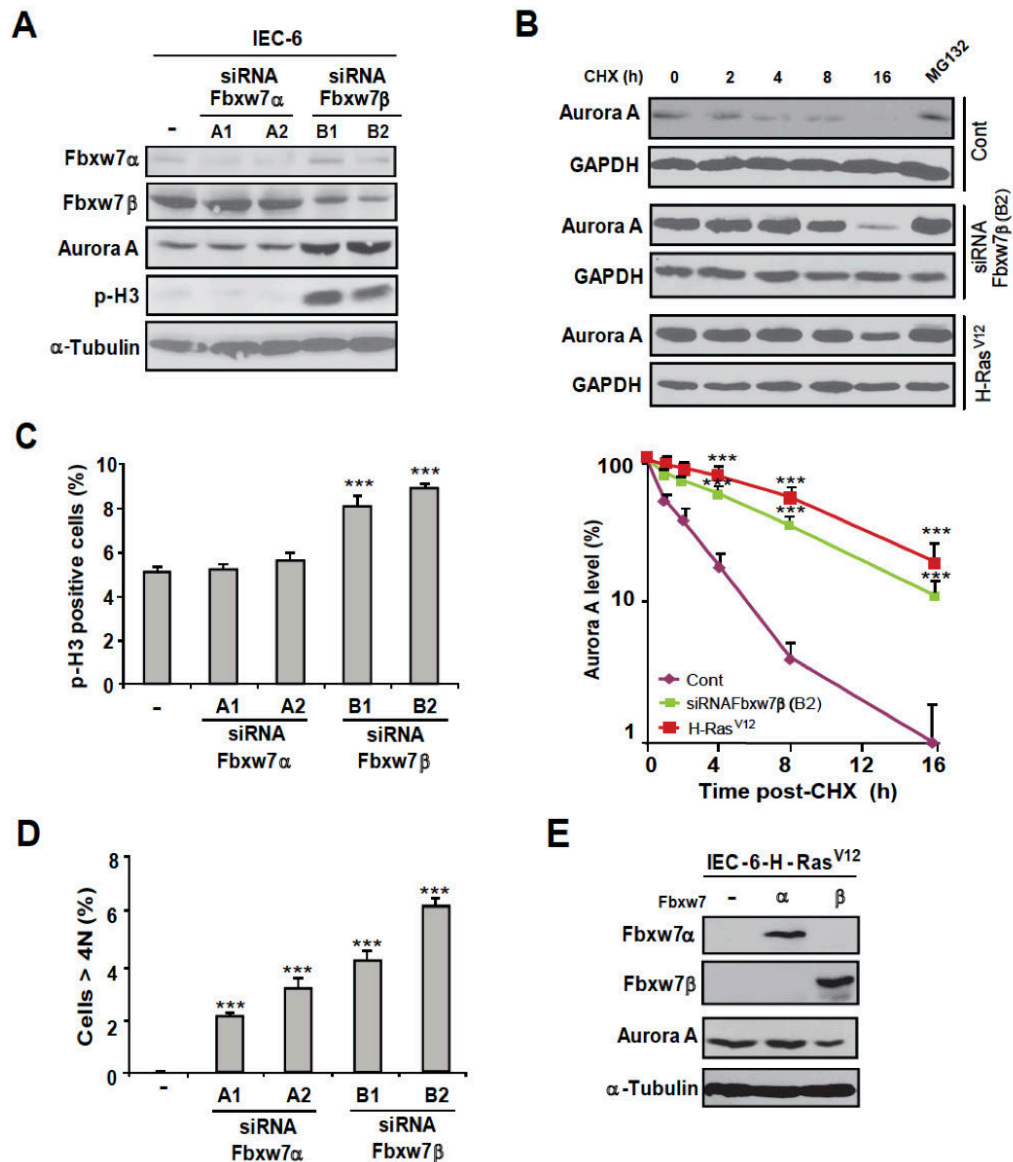 A
IEC-6
siRNA siRNA
Fbxw7α Fbxw7β
- A1 A2 B1 B2
Fbxw7α
Fbxw7β
Aurora A
p-H3
α-Tubulin
B
CHX (h) 0 2 4 8 16 MG132
Aurora A
GAPDH
Cont
Aurora A
GAPDH
siRNA
Fbxw7β (B2)
Aurora A
GAPDH
H-Ras V12
100
10
1
Aurora A level (%)
***
***
***
***
***
***
Cont
siRNAFbxw7β (B2)
H-Ras V12
0 4 8 12 16
Time post-CHX (h)
C
p-H3 positive cells (%)
10
8
6
4
2
0
***
***
- A1 A2 B1 B2
siRNA siRNA
Fbxw7α Fbxw7β
D
Cells > 4N (%)
8
6
4
2
0
***
***
***
***
- A1 A2 B1 B2
siRNA siRNA
Fbxw7α Fbxw7β
E
IEC-6-H-Ras V12
Fbxw7 - α β
Fbxw7α
Fbxw7β
Aurora A
α-Tubulin